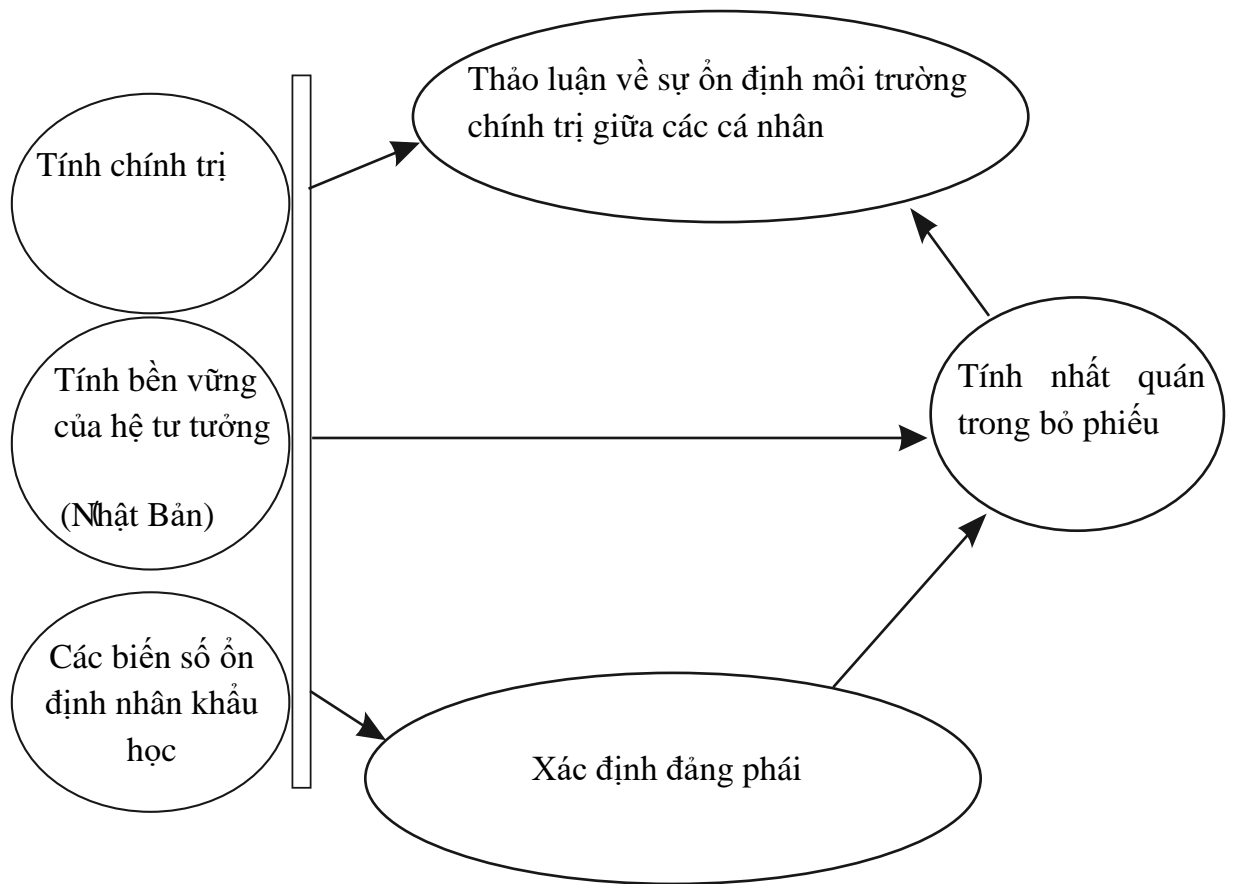 Thảo luận về sự ổn định môi trường
chính trị giữa các cá nhân
Tính chính trị
Tính bền vững
của hệ tư tưởng
(Nhật Bản)
Tính nhất quán
trong bỏ phiếu
Các biến số ổn
định nhân khẩu
học
Xác định đảng phái